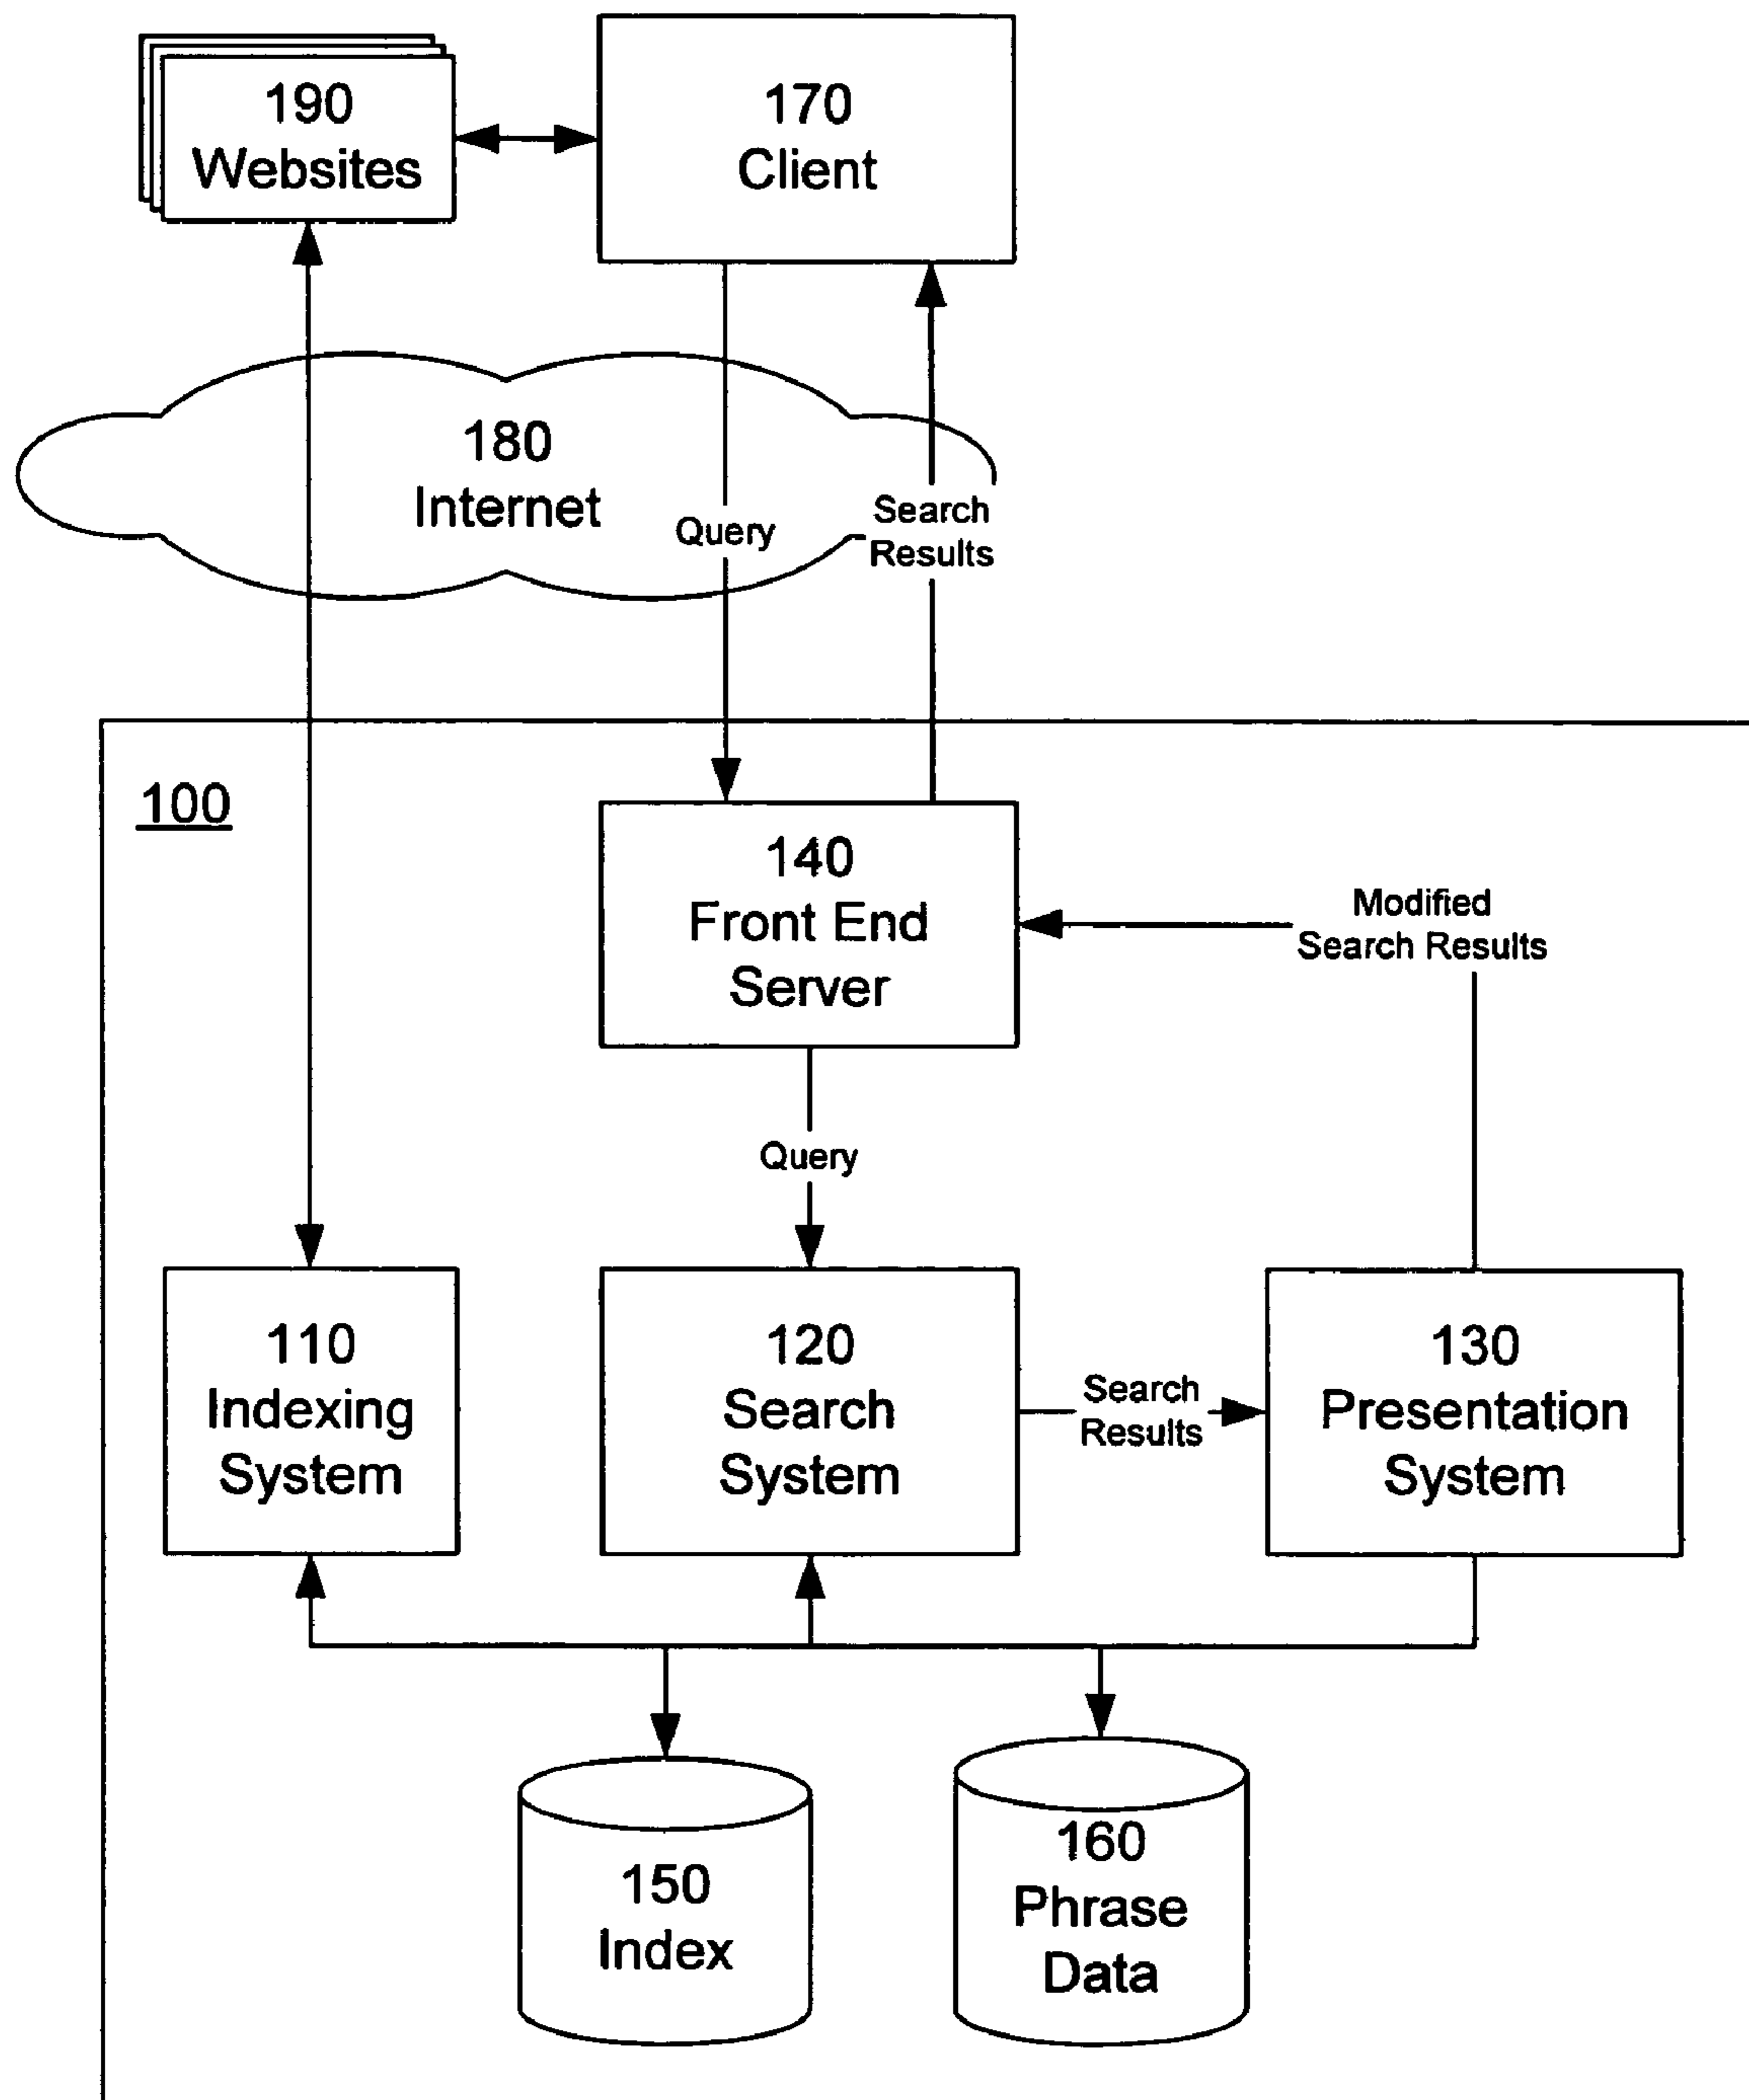 190
Websites
170
Client
180
Internet
Query
Search
Results
100
140
Front End
Server
Modified
Search Results
Query
110
Indexing
System
120
Search
System
Search
Results
130
Presentation
System
150
Index
160
Phrase
Data